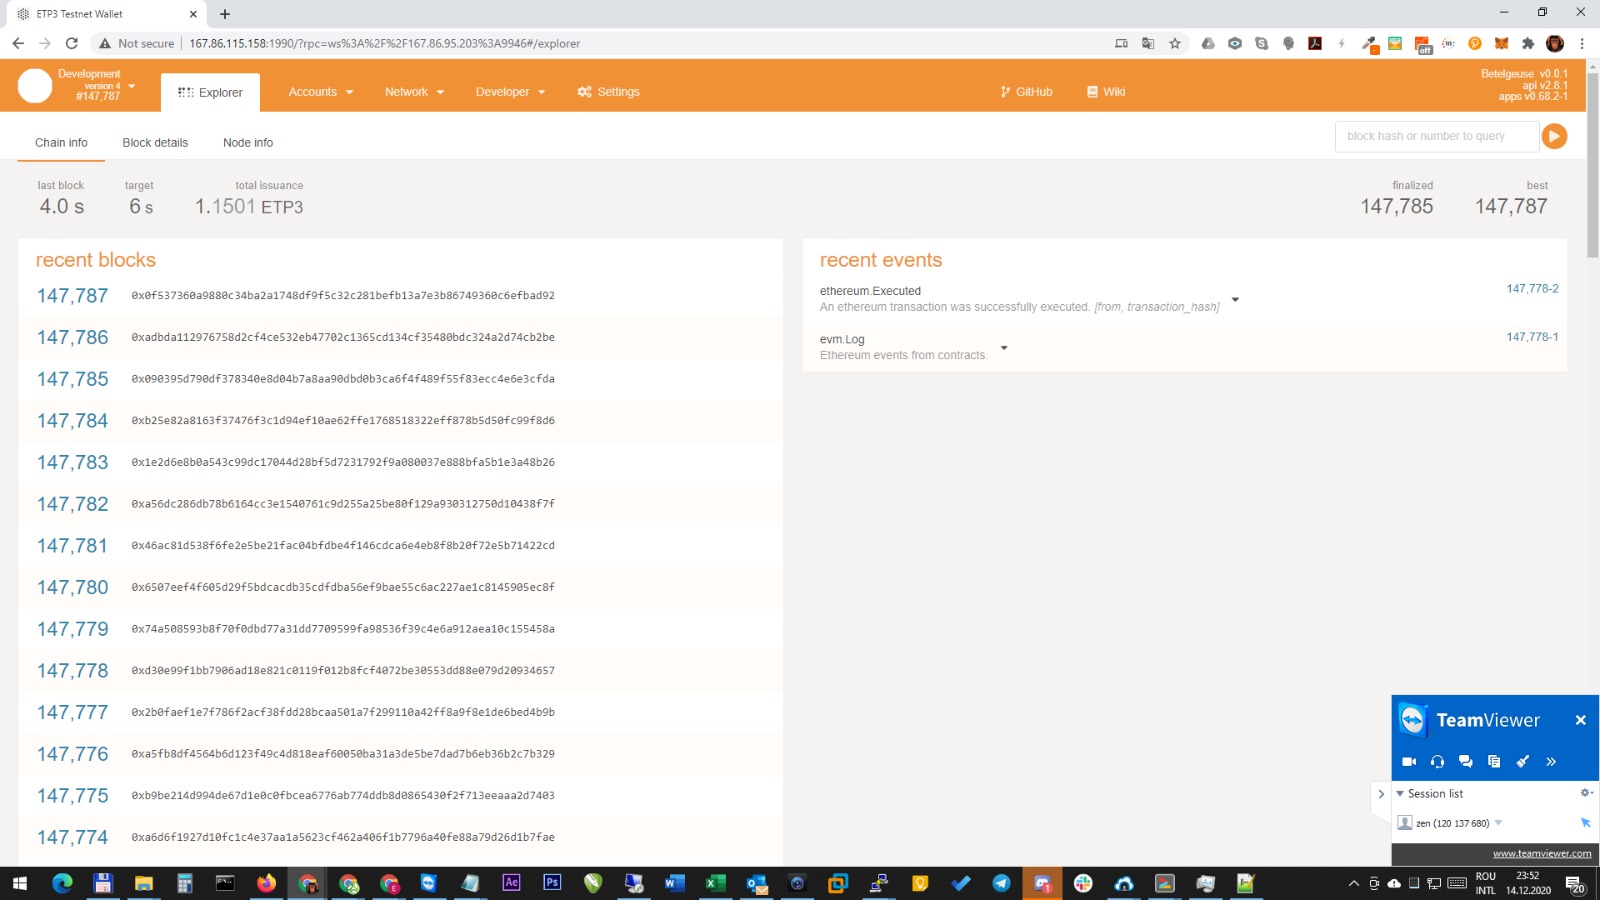 ETP3 Testnet Wallet
Not secure | 167.86.115.158:1990/?rpc=ws%3A%2F%2F167.86.95.203%3A9946#/explorer
off
Development
version 4
#147,787
Explorer
Accounts
Network
Developer
Settings
GitHub
Wiki
Betelgeuse v0.0.1
api v2.8.1
apps v0.68.2-1
Chain info
Block details
Node info
block hash or number to query
last block
4.0 s
target
6 s
total issuance
1.1501 ETP3
finalized
147,785
best
147,787
recent blocks
147,787 0x0f537360a9880c34ba2a1748df9f5c32c281befb13a7e3b86749360c6efbad92
147,786 0xadbda112976758d2cf4ce532eb47702c1365cd134cf35480bdc324a2d74cb2be
147,785 0x090395d790df378340e8d04b7a8aa90dbd0b3ca6f4f489f55f83ecc4e6e3cfda
147,784 0xb25e82a8163f37476f3c1d94ef10ae62ffe1768518322eff878b5d50fc99f8d6
147,783 0x1e2d6e8b0a543c99dc17044d28bf5d7231792f9a080037e888bfa5b1e3a48b26
147,782 0xa56dc286db78b6164cc3e1540761c9d255a25be80f129a930312750d10438f7f
147,781 0x46ac81d538f6fe2e5be21fac04bfdbe4f146cdca6e4eb8f8b20f72e5b71422cd
147,780 0x6507eef4f605d29f5bdcacdb35cdfdba56ef9bae55c6ac227ae1c8145905ec8f
147,779 0x74a508593b8f70f0dbd77a31dd7709599fa98536f39c4e6a912aea10c155458a
147,778 0xd30e99f1bb7906ad18e821c0119f012b8fcf4072be30553dd88e079d20934657
147,777 0x2b0faef1e7f786f2acf38fdd28bcaa501a7f299110a42ff8a9f8e1de6bed4b9b
147,776 0xa5fb8df4564b6d123f49c4d818eaf60050ba31a3de5be7dad7b6eb36b2c7b329
147,775 0xb9be214d994de67d1e0c0fbcea6776ab774ddb8d0865430f2f713eeaaa2d7403
147,774 0xa6d6f1927d10fc1c4e37aa1a5623cf462a406f1b7796a40fe88a79d26d1b7fae
recent events
ethereum.Executed
An ethereum transaction was successfully executed. [from, transaction_hash]
147,778-2
evm.Log
Ethereum events from contracts.
147,778-1
TeamViewer
Session list
zen (120 137 680)
www.teamviewer.com
Ae
Ps
ROU
INTL
23:52
14.12.2020
20